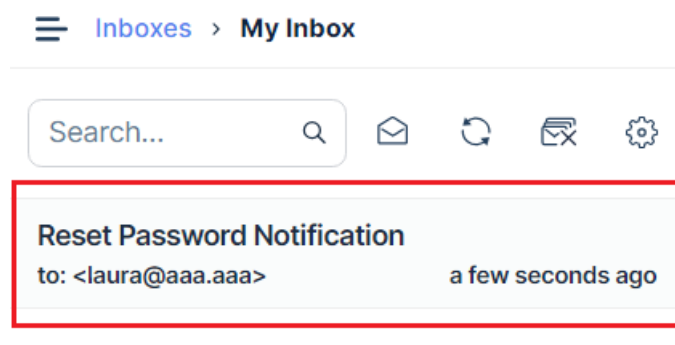 Inboxes > My Inbox
Search...
Reset Password Notification
to: <laura@aaa.aaa> a few seconds ago